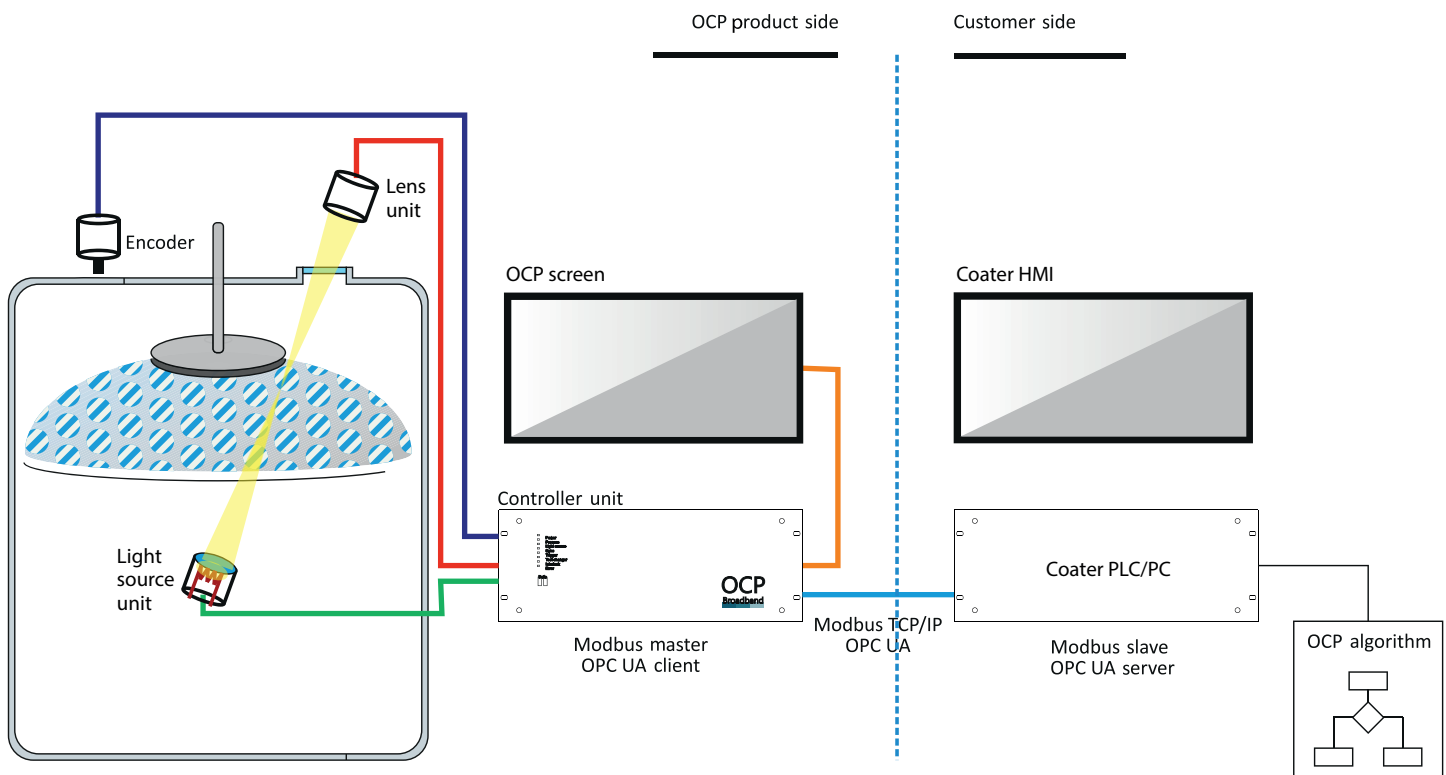 OCP product side
Customer side
Lens
unit
Encoder
OCP screen
Coater HMI
Controller unit
Light
source
unit
Power
OCP
Broadband
Coater PLC/PC
Modbus TCP/IP
OPC UA
Modbus master
OPC UA client
Modbus slave
OPC UA server
OCP algorithm